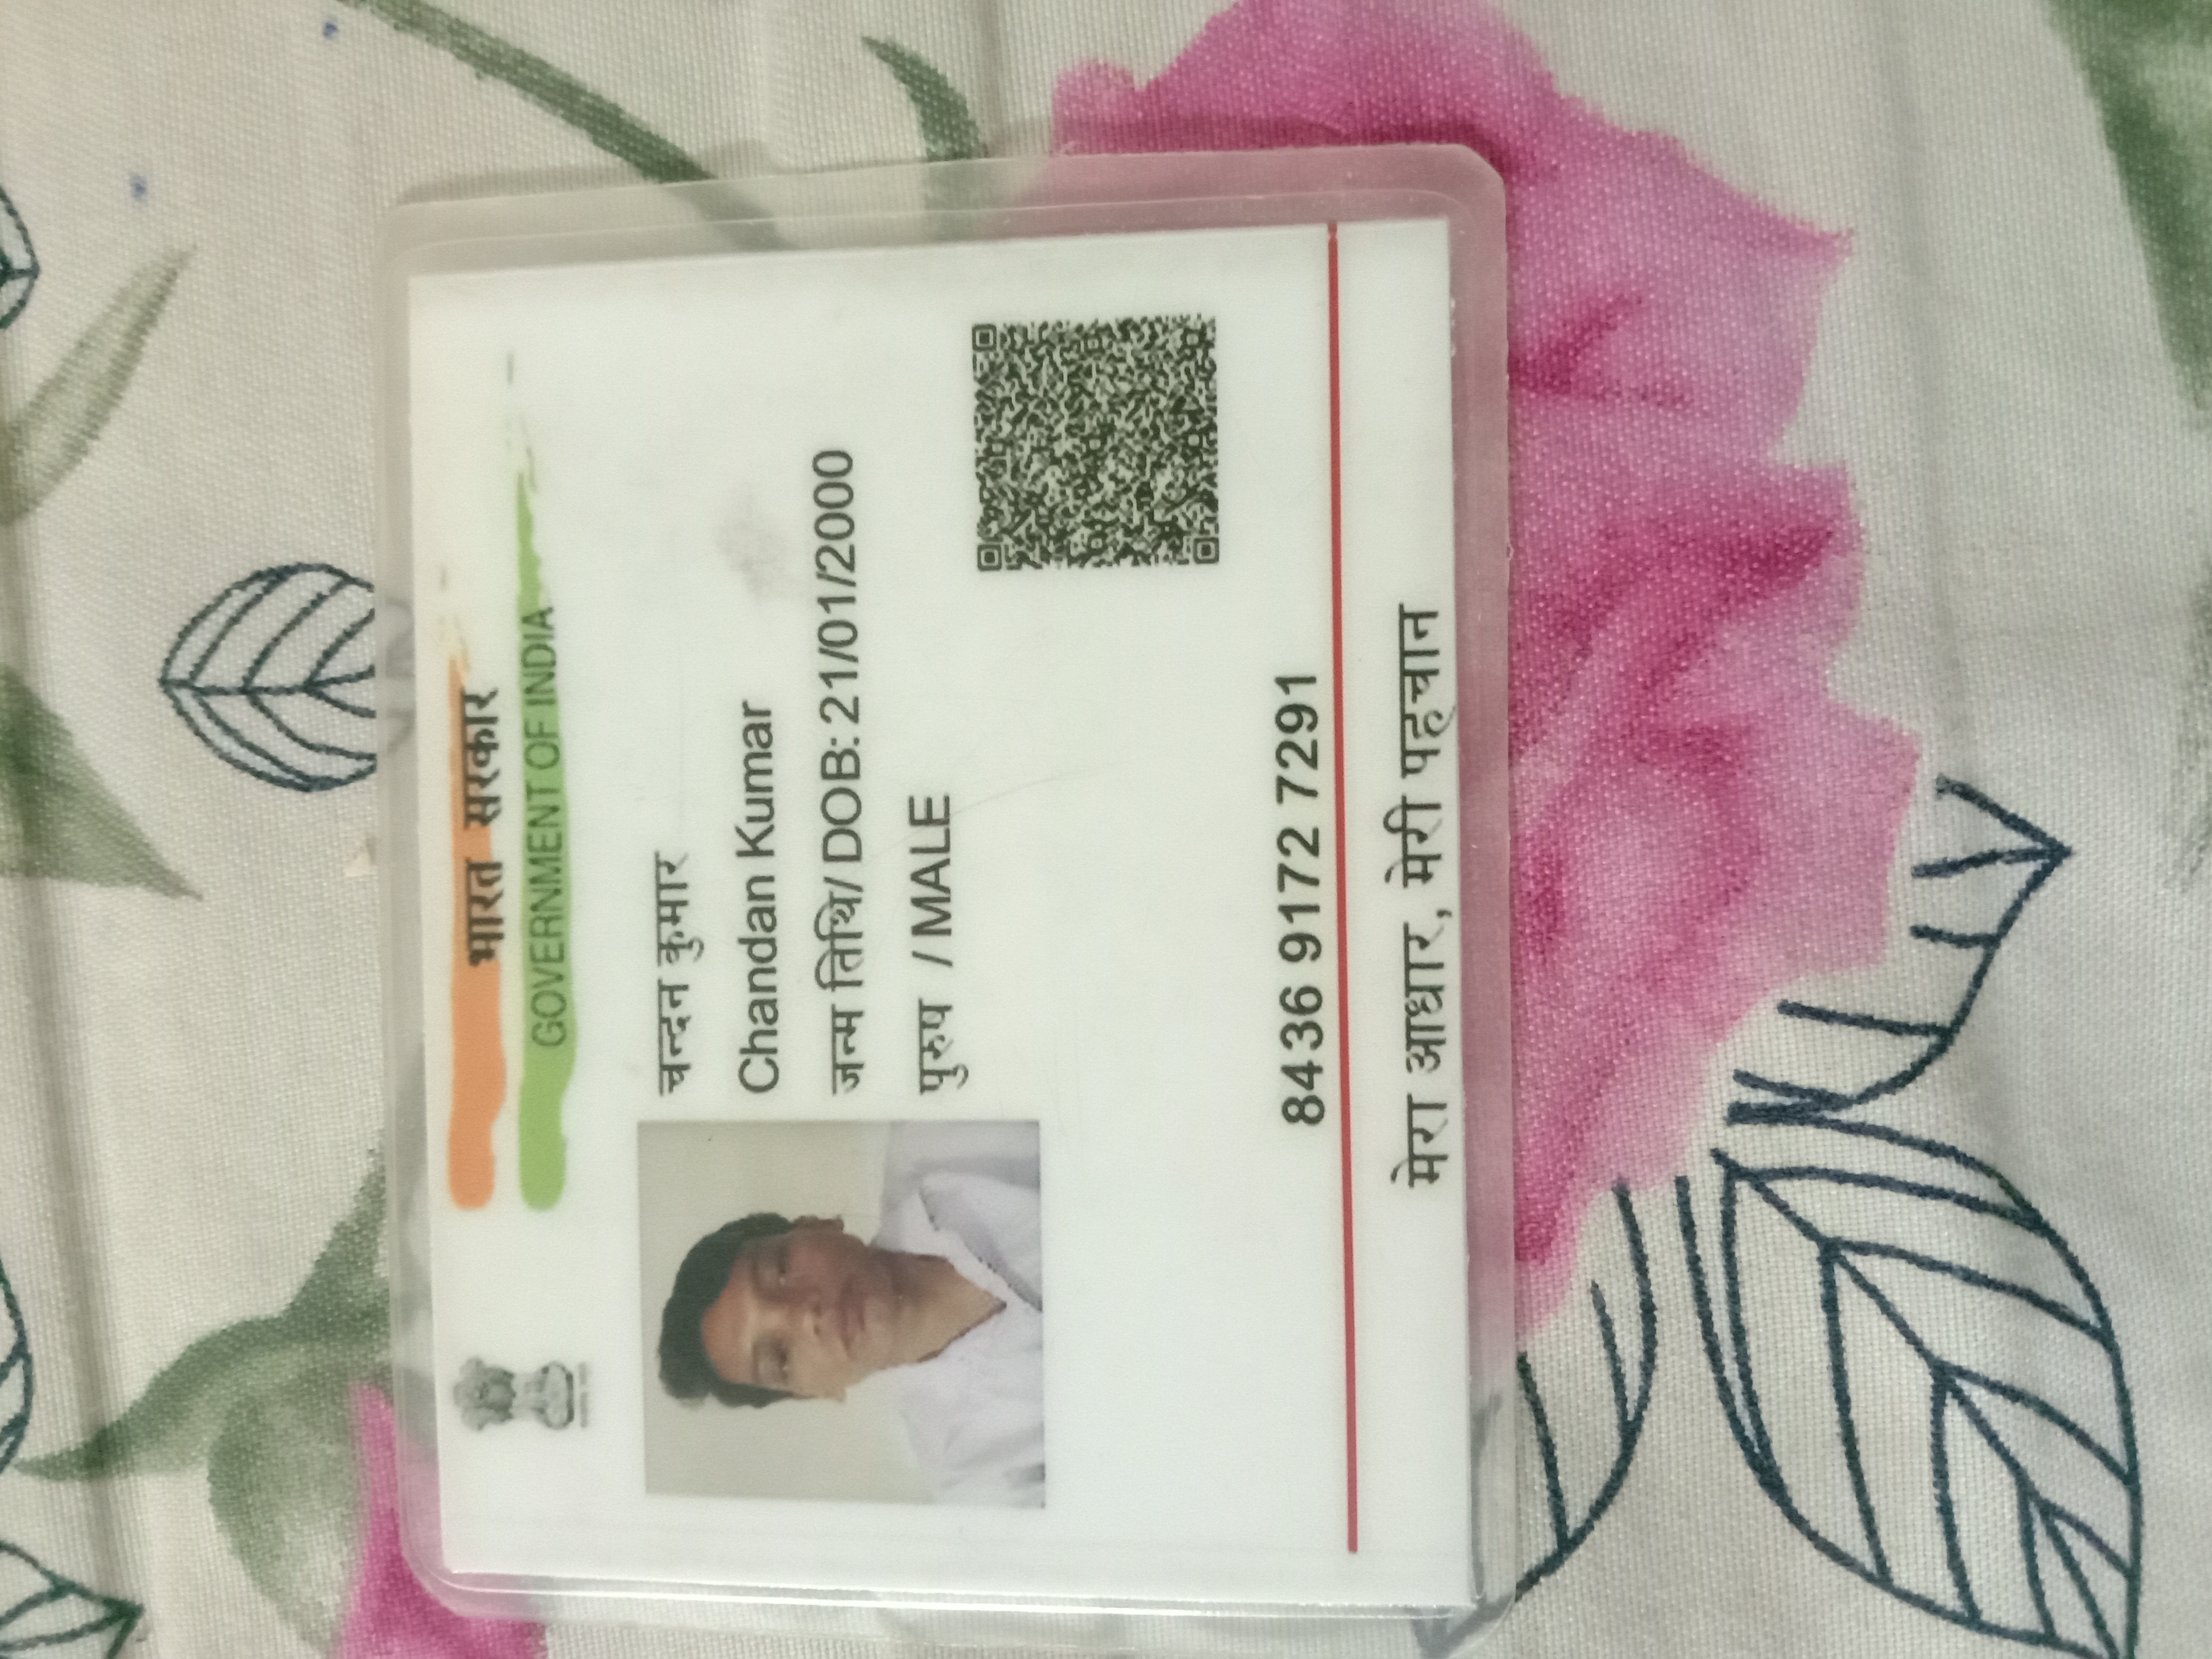 भारत सरकार
GOVERNMENT OF INDIA
चन्दन कुमार
Chandan Kumar
जन्म तिथि/ DOB: 21/01/2000
पुरुष / MALE
8436 9172 7291
मेरा आधार, मेरी पहचान